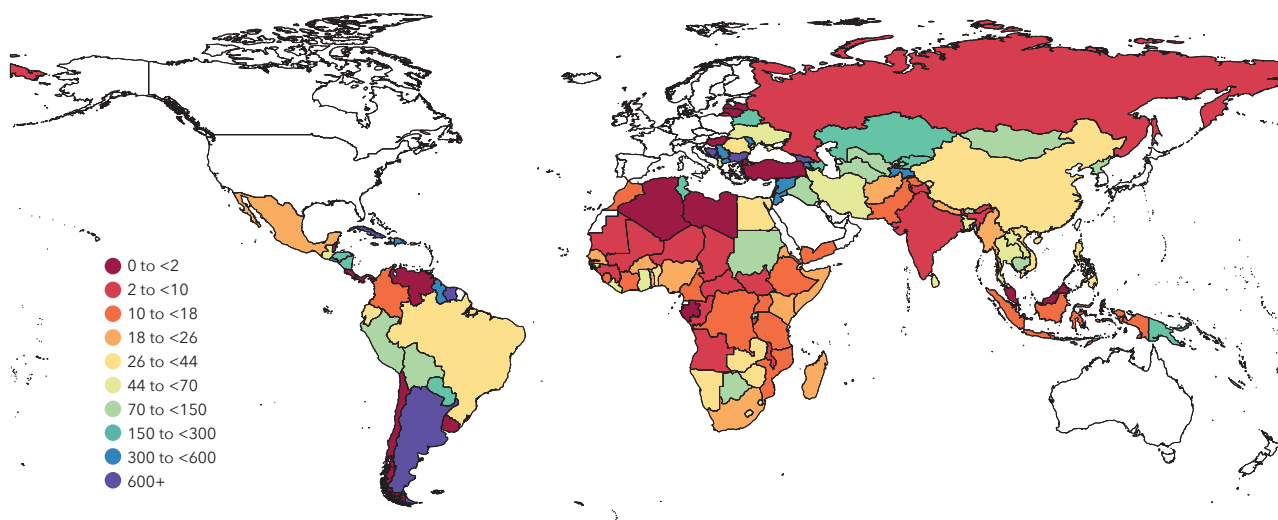 0 to <2
2 to <10
10 to <18
18 to <26
26 to <44
44 to <70
70 to <150
150 to <300
300 to <600
600+